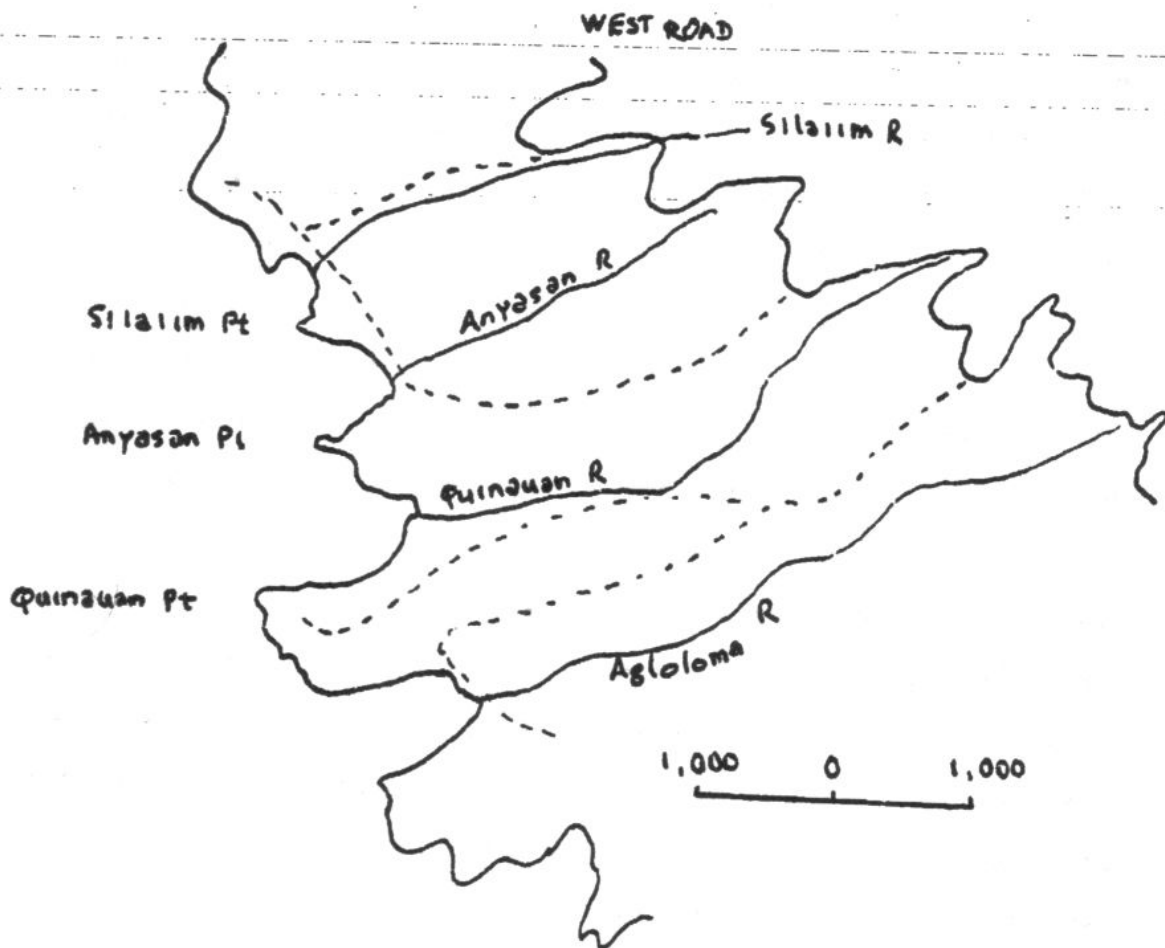 WEST ROAD
Silaiim R
Anyasan R
Silaiim Pt
Anyasan Pt
Quinauan R
Quinauan Pt
Agloloma R
1,000 0 1,000